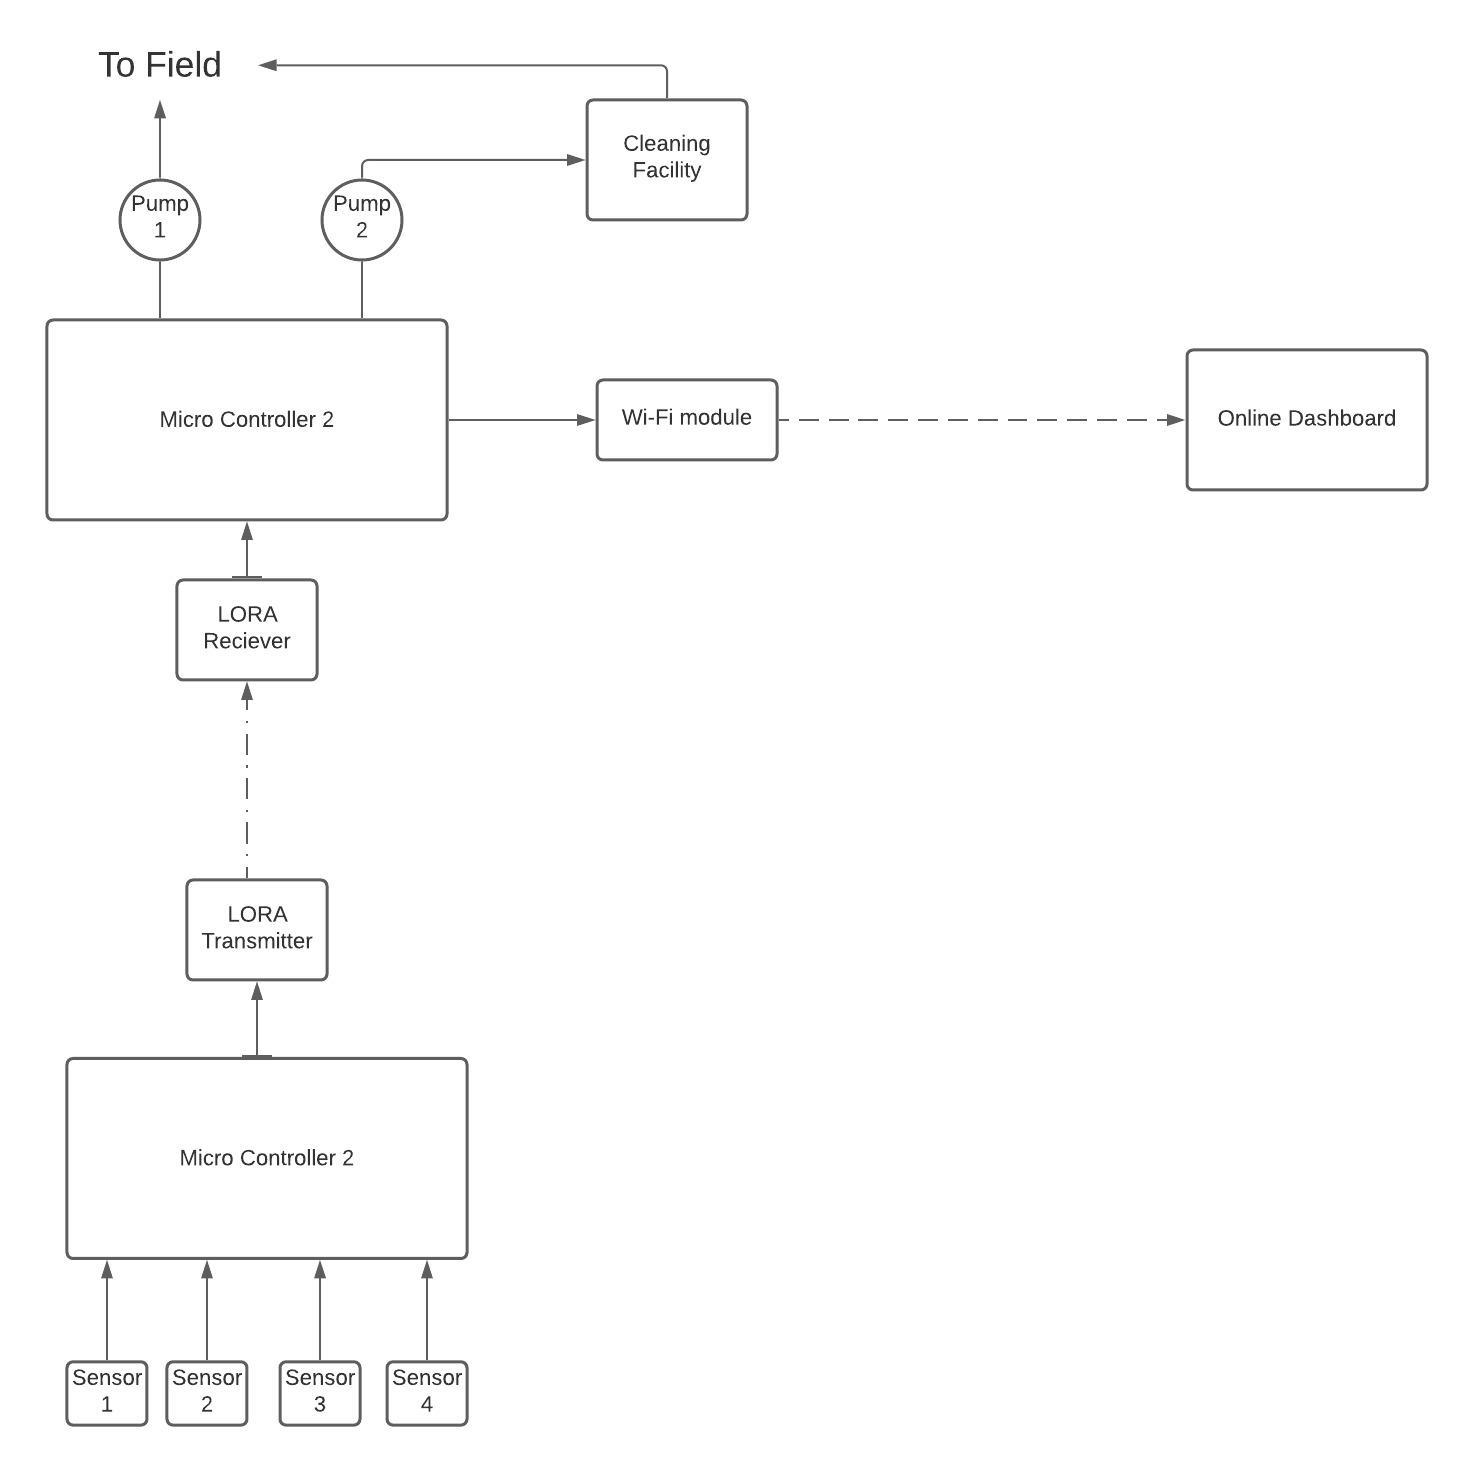 To Field
Cleaning
Facility
Pump
1
Pump
2
Micro Controller 2
Wi-Fi module
Online Dashboard
LORA
Reciever
LORA
Transmitter
Micro Controller 2
Sensor
1
Sensor
2
Sensor
3
Sensor
4